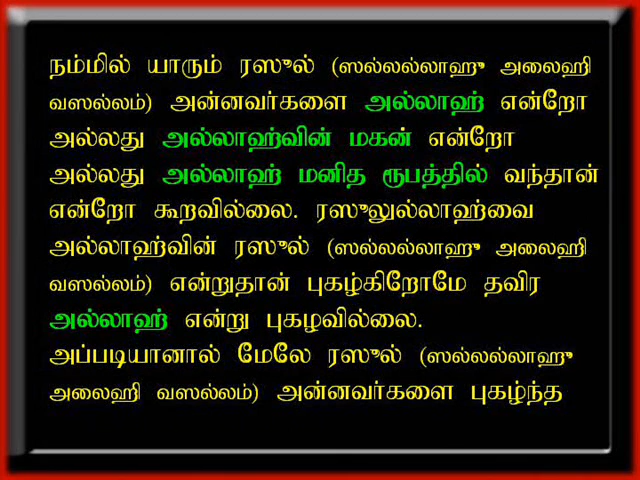 நம்மில் யாரும் ரஸூல் (ஸல்லல்லாஹு அலைஹி
வஸல்லம்) அன்னவர்களை அல்லாஹ் என்றோ
அல்லது அல்லாஹ்வின் மகன் என்றோ
அல்லது அல்லாஹ் மனித ரூபத்தில் வந்தான்
என்றோ கூறவில்லை. ரஸூலுல்லாஹ்வை
அல்லாஹ்வின் ரஸூல் (ஸல்லல்லாஹு அலைஹி
வஸல்லம்) என்றுதான் புகழ்கிறோமே தவிர
அல்லாஹ் என்று புகழவில்லை.
அப்படியானால் மேலே ரஸூல் (ஸல்லல்லாஹு
அலைஹி வஸல்லம்) அன்னவர்களை புகழ்ந்த